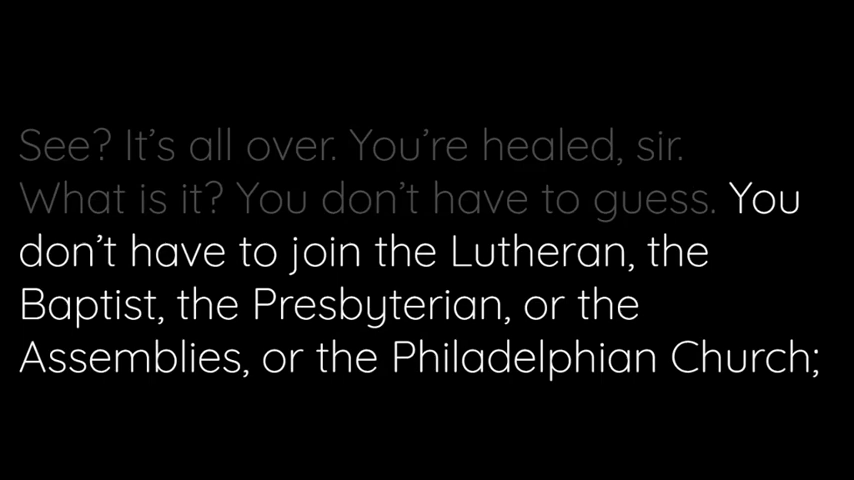 See? It’s all over. You’re healed, sir.
What is it? You don’t have to guess. You
don’t have to join the Lutheran, the
Baptist, the Presbyterian, or the
Assemblies, or the Philadelphian Church;